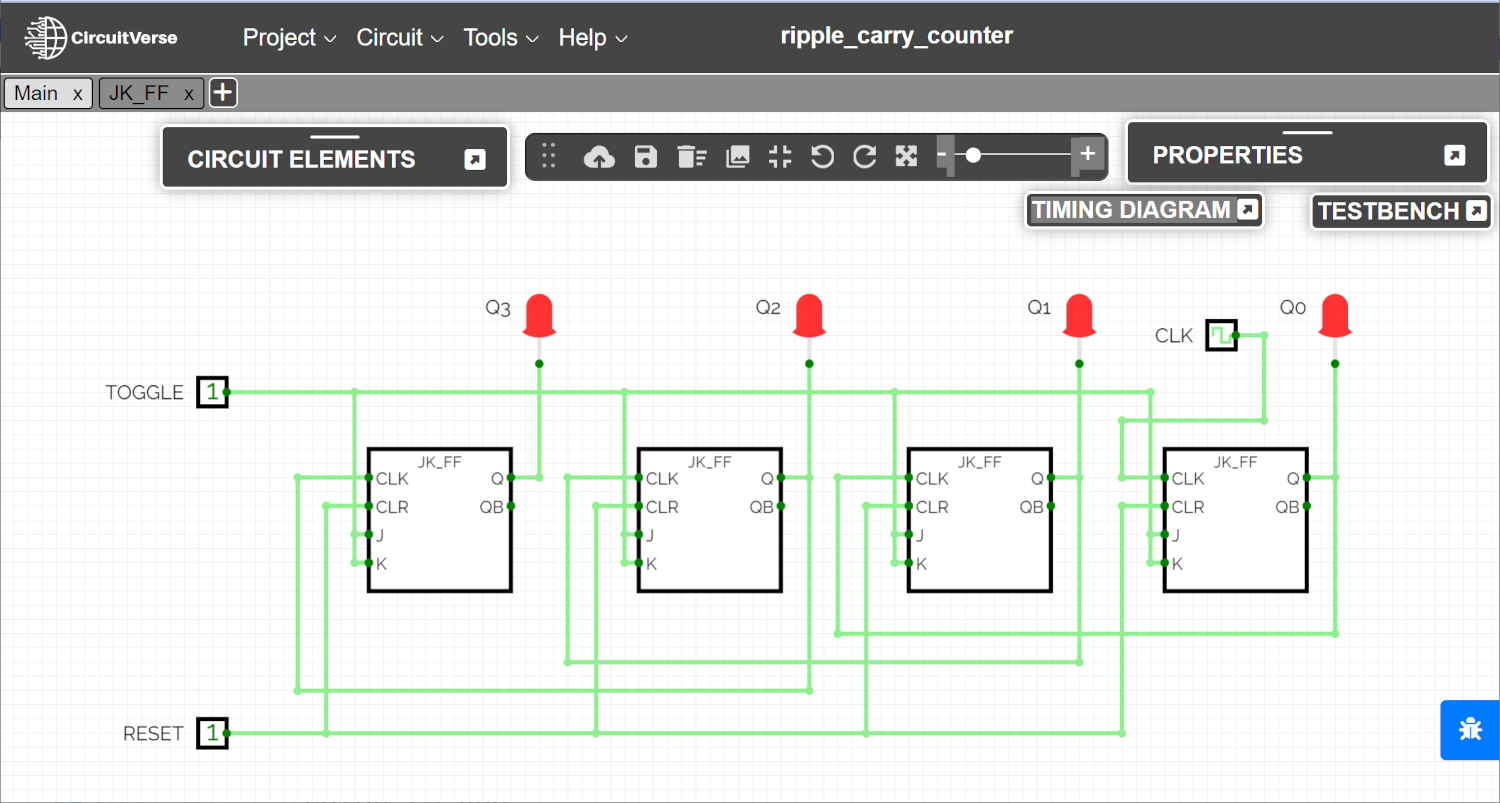 CircuitVerse Project Circuit Tools Help ripple_carry_counter
Main x JK_FF x +
CIRCUIT ELEMENTS - + PROPERTIES
TIMING DIAGRAM TESTBENCH
Q3 Q2 Q1 Q0
CLK
TOGGLE 1
JK_FF JK_FF JK_FF JK_FF
CLK Q CLK Q CLK Q CLK Q
CLR QB CLR QB CLR QB CLR QB
J J J J
K K K K
RESET 1